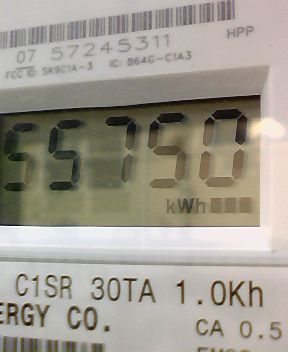 07 57245311
HPP
FCC ID: SK9C1A-3 IC: 864G-C1A3
55750
kWh
C1SR 30TA 1.0Kh
ERGY CO.
CA 0.5